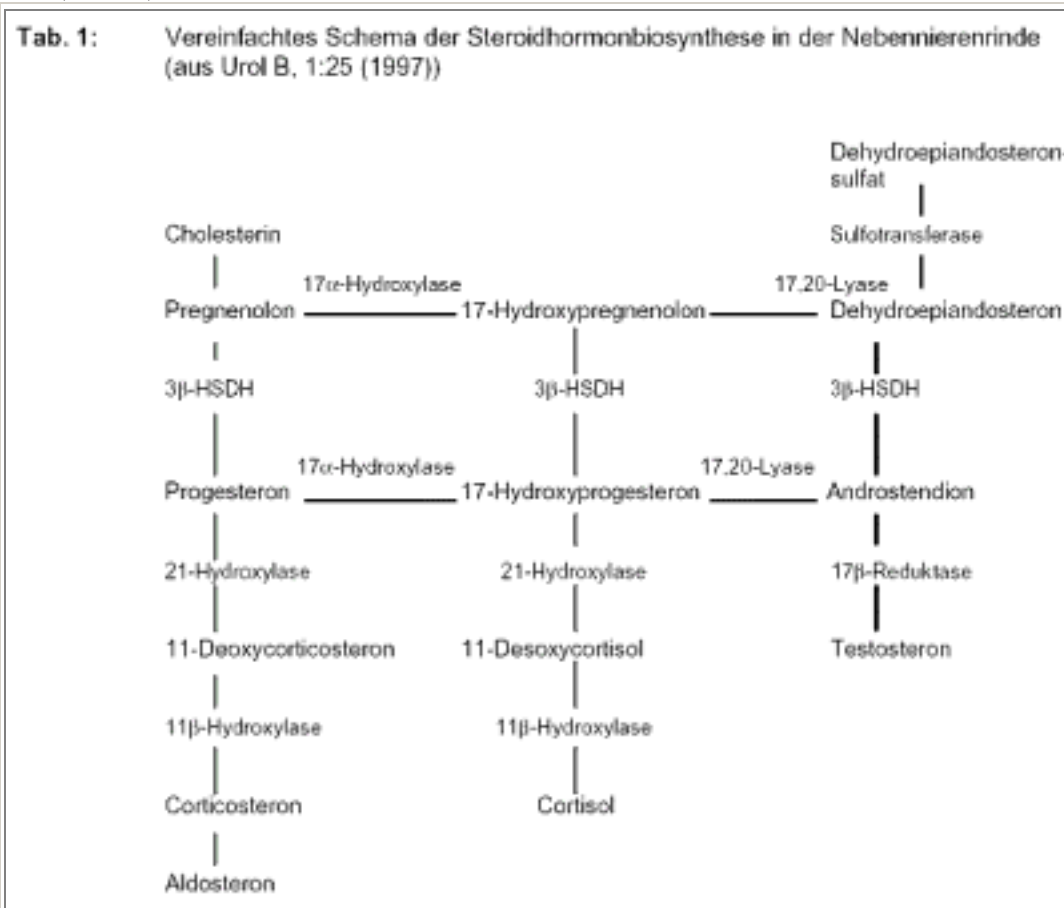 Tab. 1: Vereinfachtes Schema der Steroidhormonbiosynthese in der Nebennierenrinde
(aus Urol B, 1:25 (1997))
Dehydroepiandosteron-
sulfat
Cholesterin Sulfotransferase
17α-Hydroxylase 17,20-Lyase
Pregnenolon 17-Hydroxypregnenolon Dehydroepiandosteron
3β-HSDH 3β-HSDH 3β-HSDH
17α-Hydroxylase 17,20-Lyase
Progesteron 17-Hydroxyprogesteron Androstendion
21-Hydroxylase 21-Hydroxylase 17β-Reduktase
11-Deoxycorticosteron 11-Desoxycortisol Testosteron
11β-Hydroxylase 11β-Hydroxylase
Corticosteron Cortisol
Aldosteron